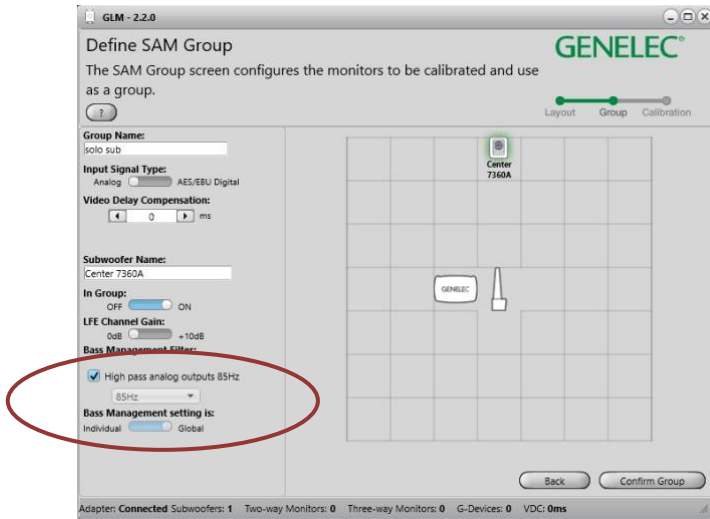 GLM - 2.2.0
Define SAM Group
GENELEC®
The SAM Group screen configures the monitors to be calibrated and use
as a group.
?
Layout Group Calibration
Group Name:
solo sub
Input Signal Type:
Analog AES/EBU Digital
Video Delay Compensation:
0 ms
Subwoofer Name:
Center 7360A
In Group:
OFF ON
LFE Channel Gain:
0dB +10dB
Bass Management Filter:
High pass analog outputs 85Hz
85Hz
Bass Management setting is:
Individual Global
Center
7360A
GENELEC
Back Confirm Group
Adapter: Connected Subwoofers: 1 Two-way Monitors: 0 Three-way Monitors: 0 G-Devices: 0 VDC: 0ms